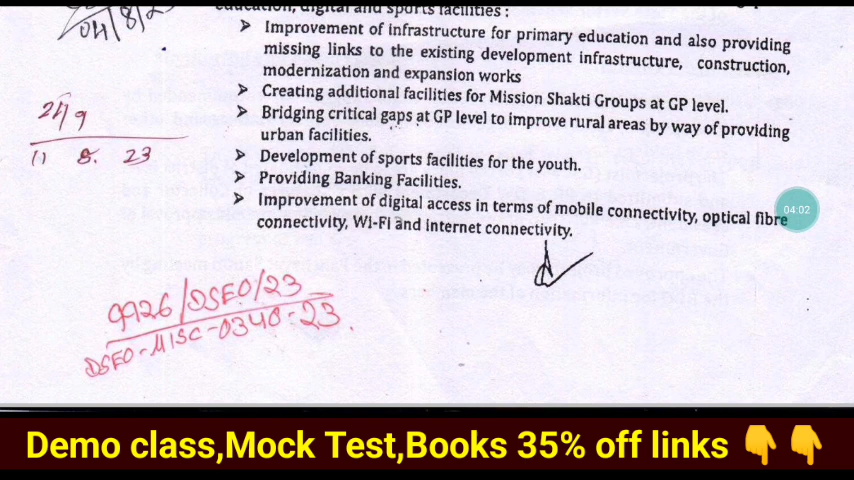 04/8/23
education, digital and sports facilities :
➤ Improvement of infrastructure for primary education and also providing
missing links to the existing development infrastructure, construction,
modernization and expansion works
➤ Creating additional facilities for Mission Shakti Groups at GP level.
➤ Bridging critical gaps at GP level to improve rural areas by way of providing
urban facilities.
➤ Development of sports facilities for the youth.
➤ Providing Banking Facilities.
➤ Improvement of digital access in terms of mobile connectivity, optical fibre
connectivity, Wi-Fi and internet connectivity.
11 8. 23
04:02
9926/DSEO/23
DSEO-MISC-0340-23.
Demo class,Mock Test,Books 35% off links 👇👇